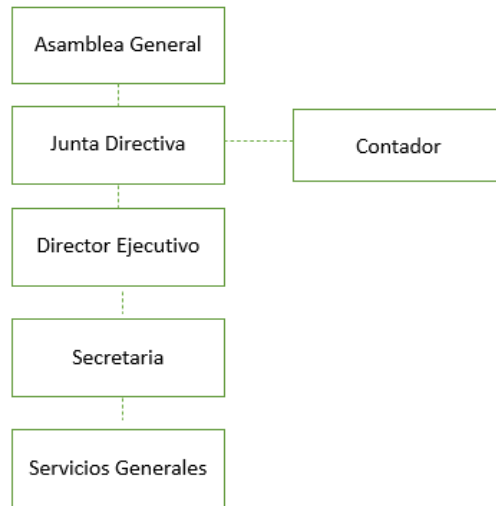 Asamblea General
Junta Directiva
Contador
Director Ejecutivo
Secretaria
Servicios Generales